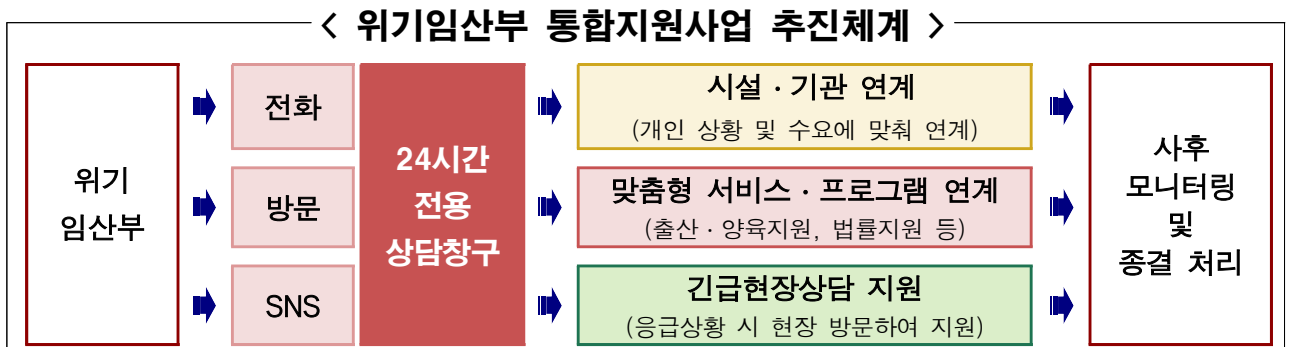 < 위기임산부 통합지원사업 추진체계 >
위기
임산부
전화
방문
SNS
24시간
전용
상담창구
시설 · 기관 연계
(개인 상황 및 수요에 맞춰 연계)
맞춤형 서비스 · 프로그램 연계
(출산 · 양육지원, 법률지원 등)
긴급현장상담 지원
(응급상황 시 현장 방문하여 지원)
사후
모니터링
및
종결 처리